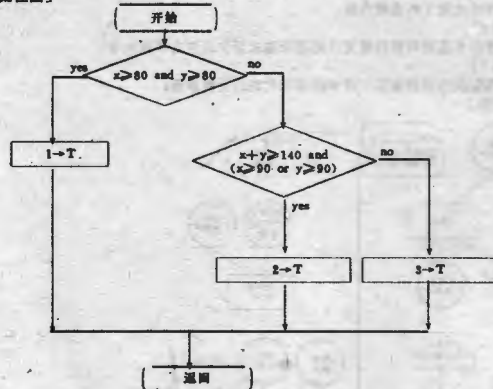 开始
yes
x≥80 and y≥80
no
1→T
x+y≥140 and
(x≥90 or y≥90)
no
yes
2→T
3→T
返回